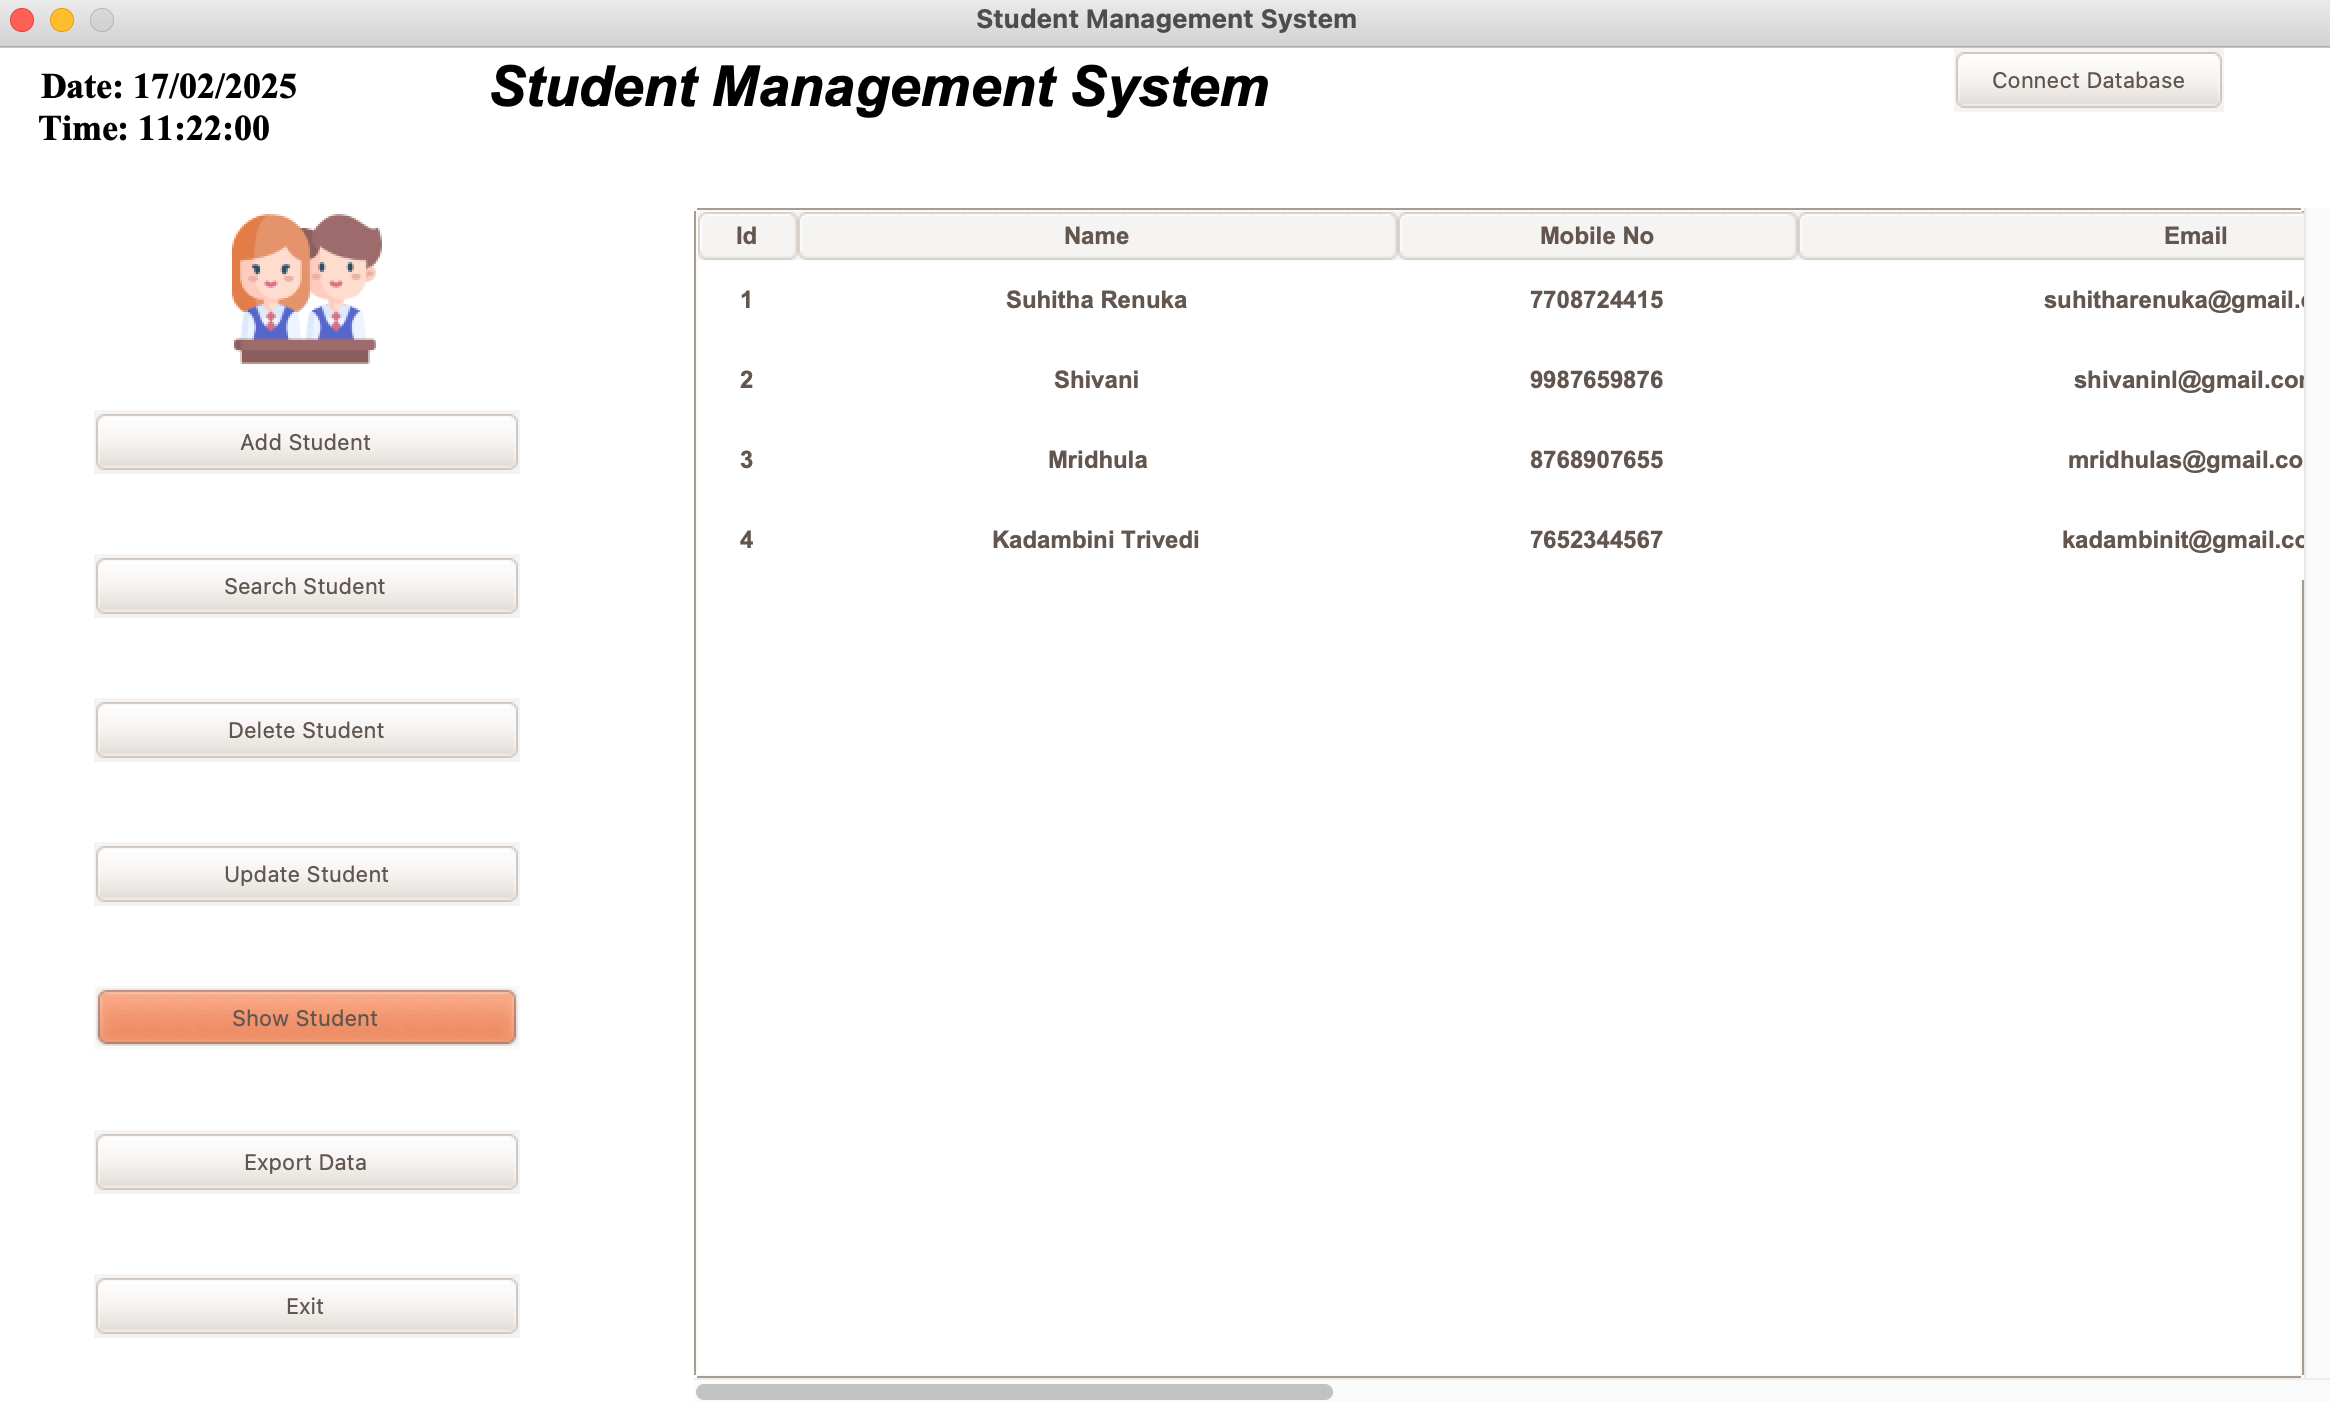 Student Management System
Date: 17/02/2025
Student Management System
Connect Database
Time: 11:22:00
Id Name Mobile No Email
1 Suhitha Renuka 7708724415 suhitharenuka@gmail.
2 Shivani 9987659876 shivaninl@gmail.co
3 Mridhula 8768907655 mridhulas@gmail.co
4 Kadambini Trivedi 7652344567 kadambinit@gmail.c
Add Student
Search Student
Delete Student
Update Student
Show Student
Export Data
Exit